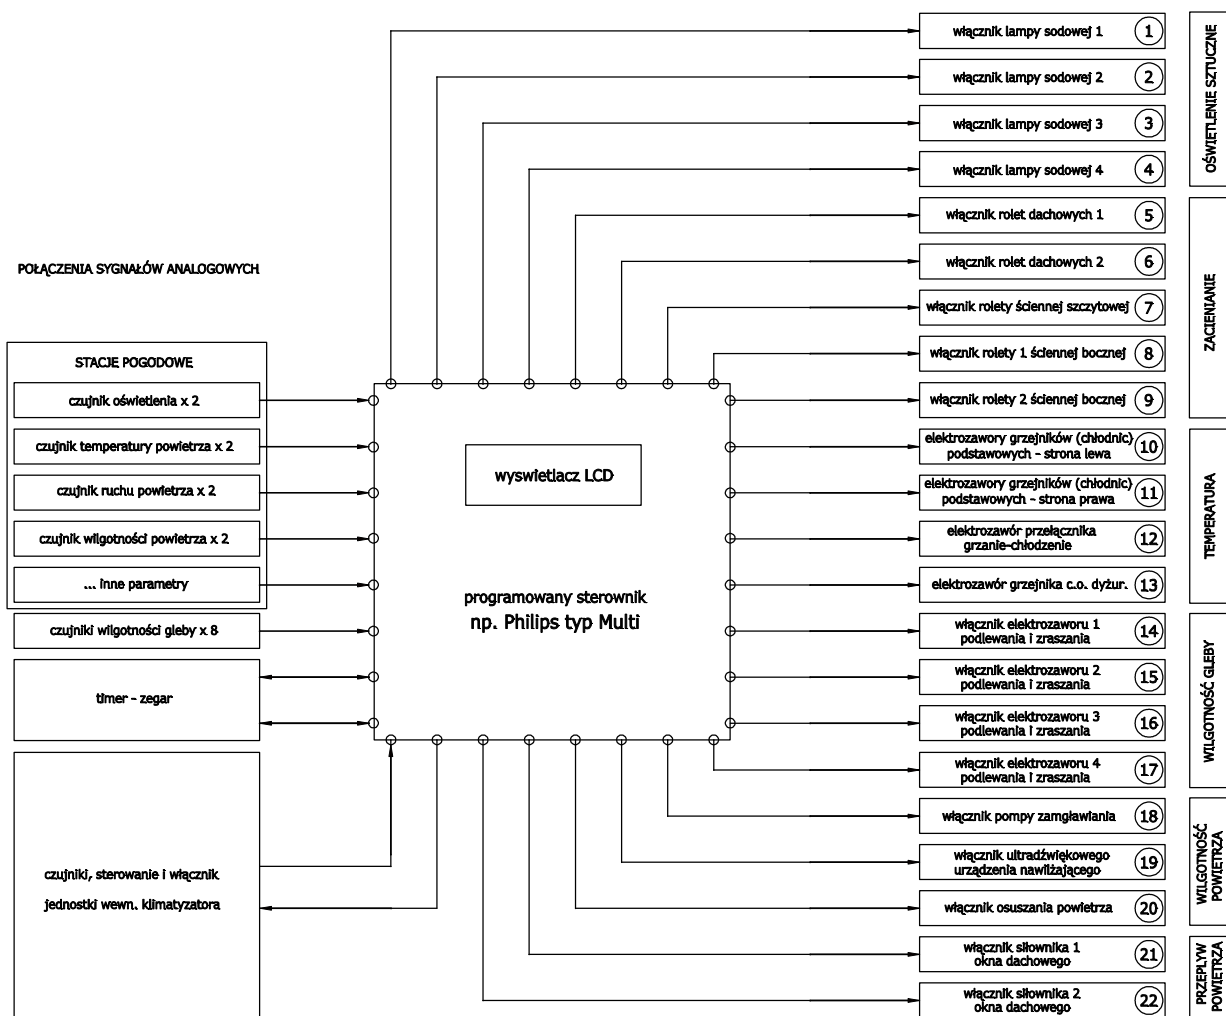 POŁĄCZENIA SYGNAŁÓW ANALOGOWYCH
STACJE POGODOWE
czujnik oświetlenia x 2
czujnik temperatury powietrza x 2
czujnik ruchu powietrza x 2
czujnik wilgotności powietrza x 2
... inne parametry
czujniki wilgotności gleby x 8
timer - zegar
czujniki, sterowanie i włącznik
jednostki wewn. klimatyzatora
wyswietlacz LCD
programowany sterownik
np. Philips typ Multi
włącznik lampy sodowej 1 1
włącznik lampy sodowej 2 2
włącznik lampy sodowej 3 3
włącznik lampy sodowej 4 4
włącznik rolet dachowych 1 5
włącznik rolet dachowych 2 6
włącznik rolety ściennej szczytowej 7
włącznik rolety 1 ściennej bocznej 8
włącznik rolety 2 ściennej bocznej 9
elektrozawory grzejników (chłodnic)
podstawowych - strona lewa 10
elektrozawory grzejników (chłodnic)
podstawowych - strona prawa 11
elektrozawór przełącznika
grzanie-chłodzenie 12
elektrozawór grzejnika c.o. dyżur. 13
włącznik elektrozaworu 1
podlewania i zraszania 14
włącznik elektrozaworu 2
podlewania i zraszania 15
włącznik elektrozaworu 3
podlewania i zraszania 16
włącznik elektrozaworu 4
podlewania i zraszania 17
włącznik pompy zamgławiania 18
włącznik ultradźwiękowego
urządzenia nawilżającego 19
włącznik osuszania powietrza 20
włącznik siłownika 1
okna dachowego 21
włącznik siłownika 2
okna dachowego 22
OŚWIETLENIE SZTUCZNE
ZACIENIANIE
TEMPERATURA
WILGOTNOŚĆ GLEBY
WILGOTNOŚĆ
POWIETRZA
PRZEPLYW
POWIETRZA